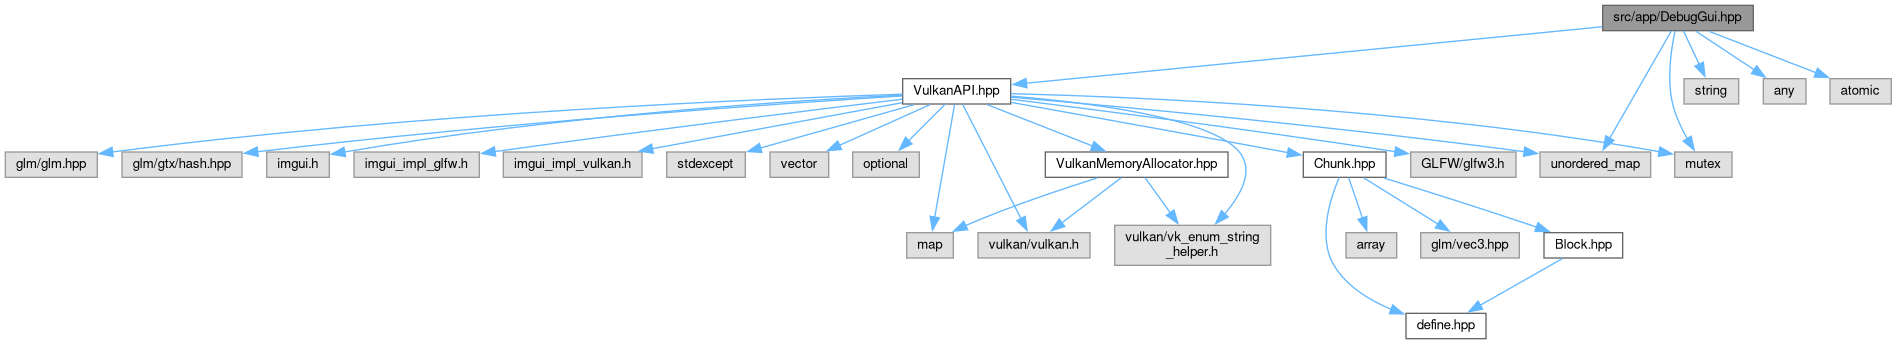 src/app/DebugGui.hpp
VulkanAPI.hpp
string
any
atomic
glm/glm.hpp
glm/gtx/hash.hpp
imgui.h
imgui_impl_glfw.h
imgui_impl_vulkan.h
stdexcept
vector
optional
VulkanMemoryAllocator.hpp
Chunk.hpp
GLFW/glfw3.h
unordered_map
mutex
map
vulkan/vulkan.h
vulkan/vk_enum_string
_helper.h
array
glm/vec3.hpp
Block.hpp
define.hpp